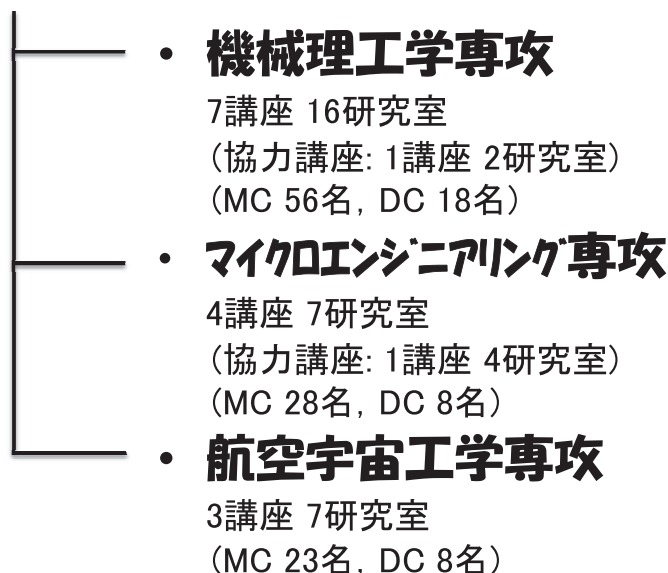 • 機械理工学専攻
7講座 16研究室
(協力講座: 1講座 2研究室)
(MC 56名, DC 18名)
• マイクロエンジニアリング専攻
4講座 7研究室
(協力講座: 1講座 4研究室)
(MC 28名, DC 8名)
• 航空宇宙工学専攻
3講座 7研究室
(MC 23名, DC 8名)